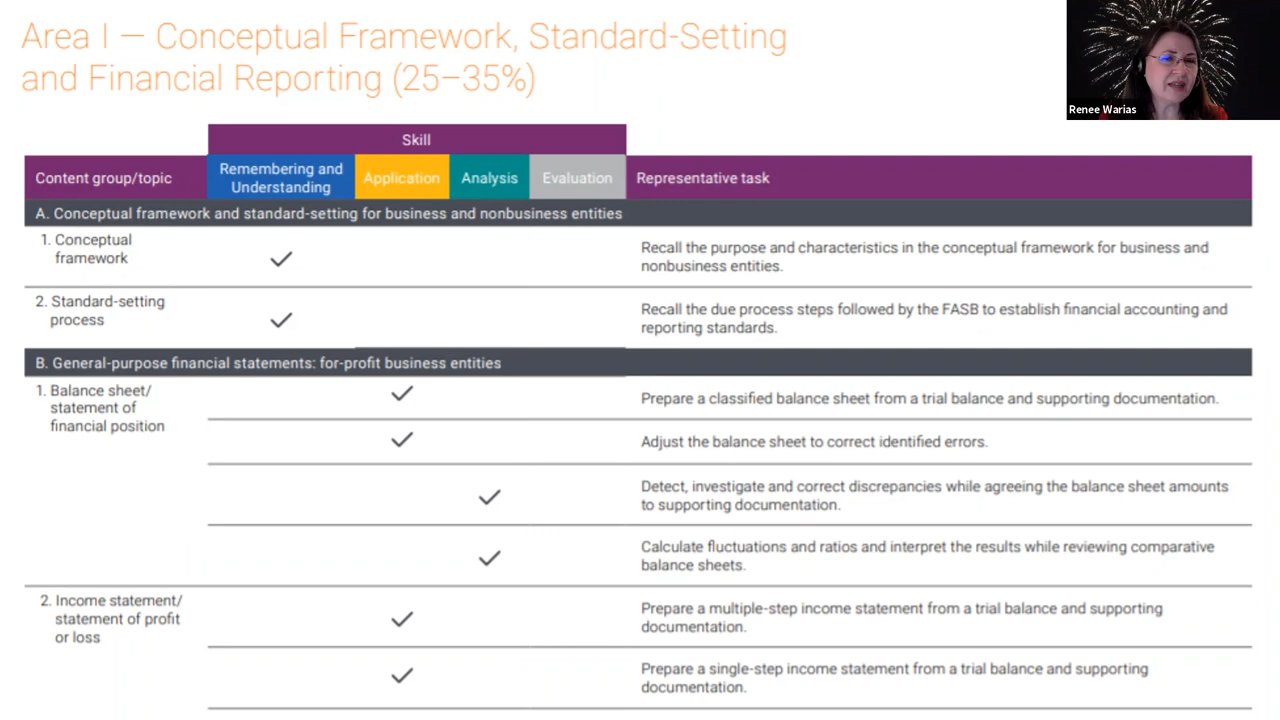 Area I — Conceptual Framework, Standard-Setting
and Financial Reporting (25–35%)
Renee Warias
Skill
Content group/topic
Remembering and
Understanding
Application
Analysis
Evaluation
Representative task
A. Conceptual framework and standard-setting for business and nonbusiness entities
1. Conceptual
framework
Recall the purpose and characteristics in the conceptual framework for business and
nonbusiness entities.
2. Standard-setting
process
Recall the due process steps followed by the FASB to establish financial accounting and
reporting standards.
B. General-purpose financial statements: for-profit business entities
1. Balance sheet/
statement of
financial position
Prepare a classified balance sheet from a trial balance and supporting documentation.
Adjust the balance sheet to correct identified errors.
Detect, investigate and correct discrepancies while agreeing the balance sheet amounts
to supporting documentation.
Calculate fluctuations and ratios and interpret the results while reviewing comparative
balance sheets.
2. Income statement/
statement of profit
or loss
Prepare a multiple-step income statement from a trial balance and supporting
documentation.
Prepare a single-step income statement from a trial balance and supporting
documentation.